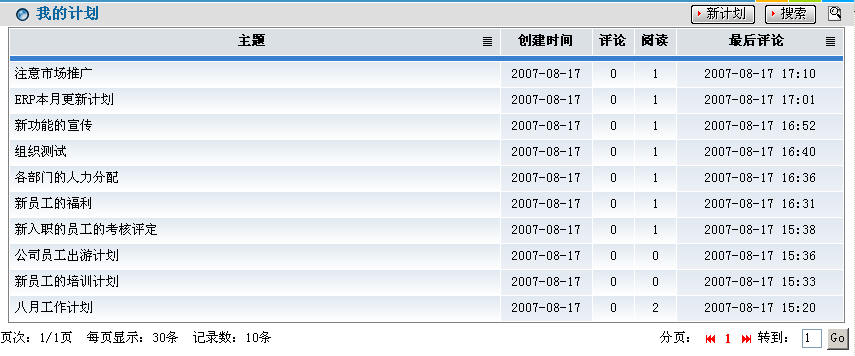 我的计划 新计划 搜索
主题 创建时间 评论 阅读 最后评论
注意市场推广 2007-08-17 0 1 2007-08-17 17:10
ERP本月更新计划 2007-08-17 0 1 2007-08-17 17:01
新功能的宣传 2007-08-17 0 1 2007-08-17 16:52
组织测试 2007-08-17 0 1 2007-08-17 16:40
各部门的人力分配 2007-08-17 0 1 2007-08-17 16:36
新员工的福利 2007-08-17 0 1 2007-08-17 16:31
新入职的员工的考核评定 2007-08-17 0 1 2007-08-17 15:38
公司员工出游计划 2007-08-17 0 0 2007-08-17 15:36
新员工的培训计划 2007-08-17 0 0 2007-08-17 15:33
八月工作计划 2007-08-17 0 2 2007-08-17 15:20
页次：1/1页 每页显示：30条 记录数：10条 分页： 1 转到： 1 Go